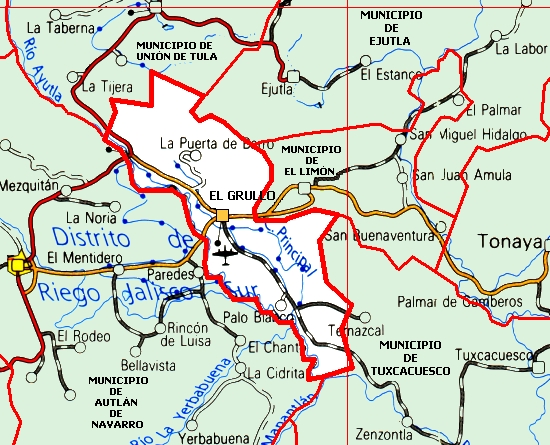 La Taberna
MUNICIPIO DE
UNIÓN DE TULA
MUNICIPIO
DE
EJUTLA
La Labor
Río Ayutla
La Tijera
El Estanco
Ejutla
El Palmar
San Miguel Hidalgo
La Puerta de Barro
MUNICIPIO
DE
EL LIMÓN
San Juan Amula
Mezquitán
EL GRULLO
La Noria
San Buenaventura
Tonaya
Distrito de
Principal
El Mentidero
Paredes
Riego Jalisco Sur
Palmar de Gomberos
Palo Blanco
Temazcal
El Rodeo
Rincón
de Luisa
El Chante
MUNICIPIO
DE
TUXCACUESCO
Tuxcacuesco
Bellavista
La Cidrita
MUNICIPIO
DE
AUTLÁN
DE
NAVARRO
Río La Yerbabuena
Manantlán
Yerbabuena
Zenzontla